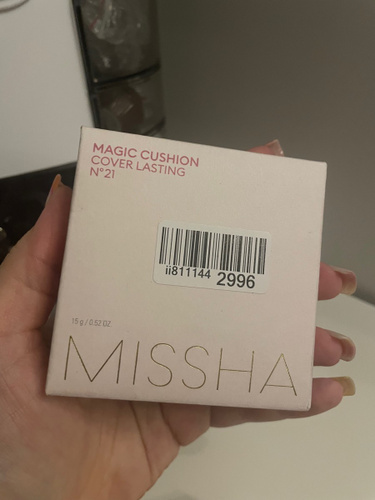 MAGIC CUSHION
COVER LASTING
N°21
ii811144 2996
15 g / 0.52 OZ.
MISSHA